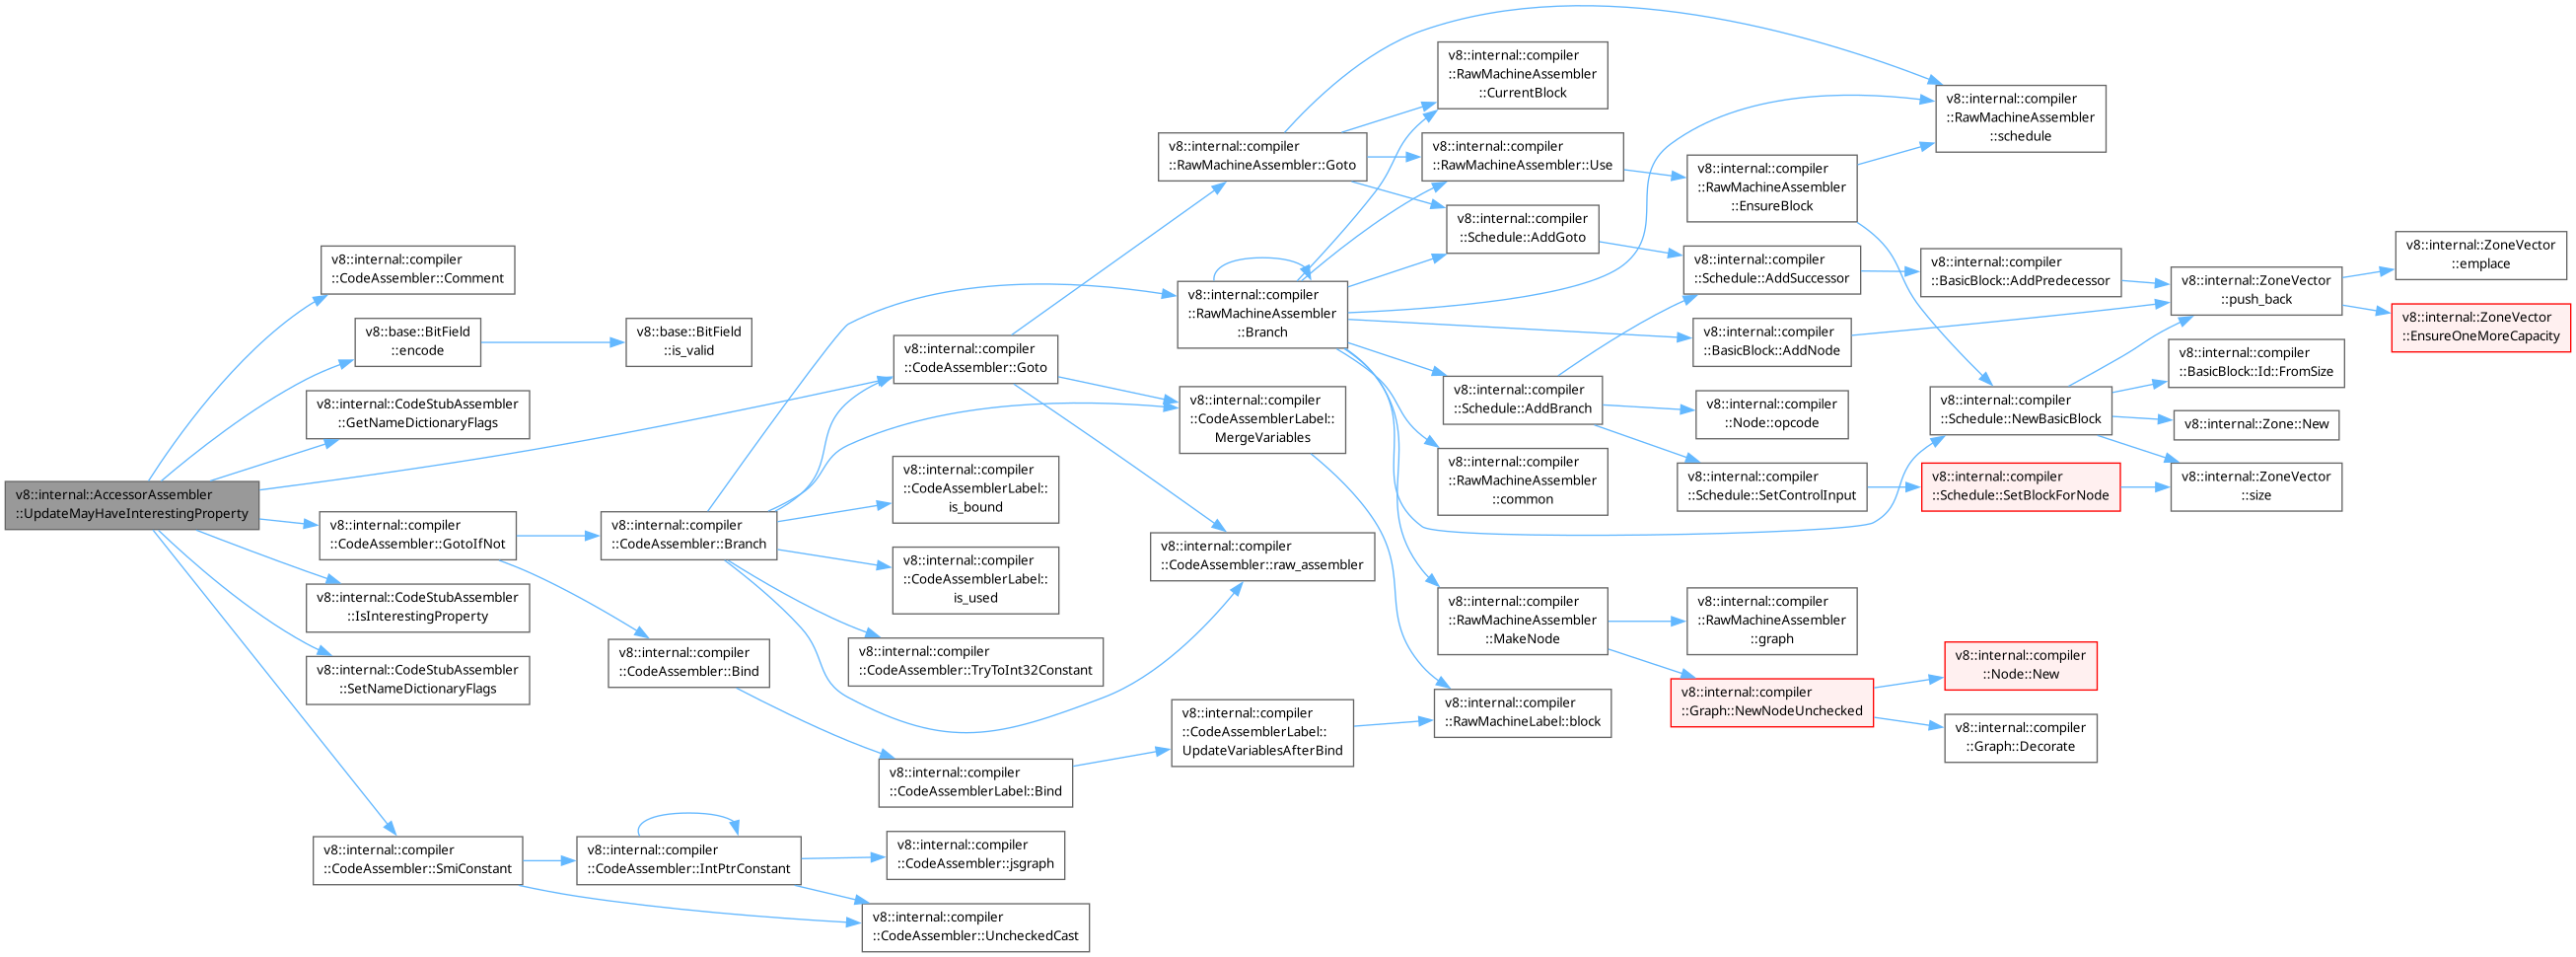 v8::internal::AccessorAssembler
::UpdateMayHaveInterestingProperty
v8::internal::compiler
::CodeAssembler::Comment
v8::base::BitField
::encode
v8::base::BitField
::is_valid
v8::internal::CodeStubAssembler
::GetNameDictionaryFlags
v8::internal::compiler
::CodeAssembler::GotoIfNot
v8::internal::CodeStubAssembler
::IsInterestingProperty
v8::internal::CodeStubAssembler
::SetNameDictionaryFlags
v8::internal::compiler
::CodeAssembler::SmiConstant
v8::internal::compiler
::CodeAssembler::Branch
v8::internal::compiler
::CodeAssembler::Bind
v8::internal::compiler
::CodeAssembler::IntPtrConstant
v8::internal::compiler
::CodeAssembler::Goto
v8::internal::compiler
::CodeAssemblerLabel::
is_bound
v8::internal::compiler
::CodeAssemblerLabel::
is_used
v8::internal::compiler
::CodeAssembler::TryToInt32Constant
v8::internal::compiler
::CodeAssemblerLabel::Bind
v8::internal::compiler
::CodeAssembler::jsgraph
v8::internal::compiler
::CodeAssembler::UncheckedCast
v8::internal::compiler
::RawMachineAssembler::Goto
v8::internal::compiler
::RawMachineAssembler
::Branch
v8::internal::compiler
::CodeAssemblerLabel::
MergeVariables
v8::internal::compiler
::CodeAssembler::raw_assembler
v8::internal::compiler
::CodeAssemblerLabel::
UpdateVariablesAfterBind
v8::internal::compiler
::RawMachineAssembler
::CurrentBlock
v8::internal::compiler
::RawMachineAssembler::Use
v8::internal::compiler
::Schedule::AddGoto
v8::internal::compiler
::Schedule::AddBranch
v8::internal::compiler
::RawMachineAssembler
::common
v8::internal::compiler
::RawMachineAssembler
::MakeNode
v8::internal::compiler
::RawMachineLabel::block
v8::internal::compiler
::RawMachineAssembler
::EnsureBlock
v8::internal::compiler
::Schedule::AddSuccessor
v8::internal::compiler
::BasicBlock::AddNode
v8::internal::compiler
::Node::opcode
v8::internal::compiler
::Schedule::SetControlInput
v8::internal::compiler
::RawMachineAssembler
::graph
v8::internal::compiler
::Graph::NewNodeUnchecked
v8::internal::compiler
::RawMachineAssembler
::schedule
v8::internal::compiler
::BasicBlock::AddPredecessor
v8::internal::compiler
::Schedule::NewBasicBlock
v8::internal::compiler
::Schedule::SetBlockForNode
v8::internal::compiler
::Node::New
v8::internal::compiler
::Graph::Decorate
v8::internal::ZoneVector
::push_back
v8::internal::compiler
::BasicBlock::Id::FromSize
v8::internal::Zone::New
v8::internal::ZoneVector
::size
v8::internal::ZoneVector
::emplace
v8::internal::ZoneVector
::EnsureOneMoreCapacity